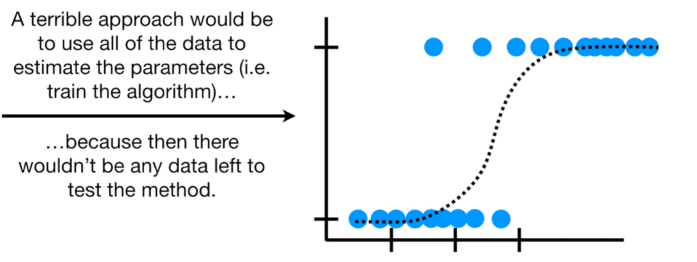 A terrible approach would be
to use all of the data to
estimate the parameters (i.e.
train the algorithm)…
…because then there
wouldn't be any data left to
test the method.